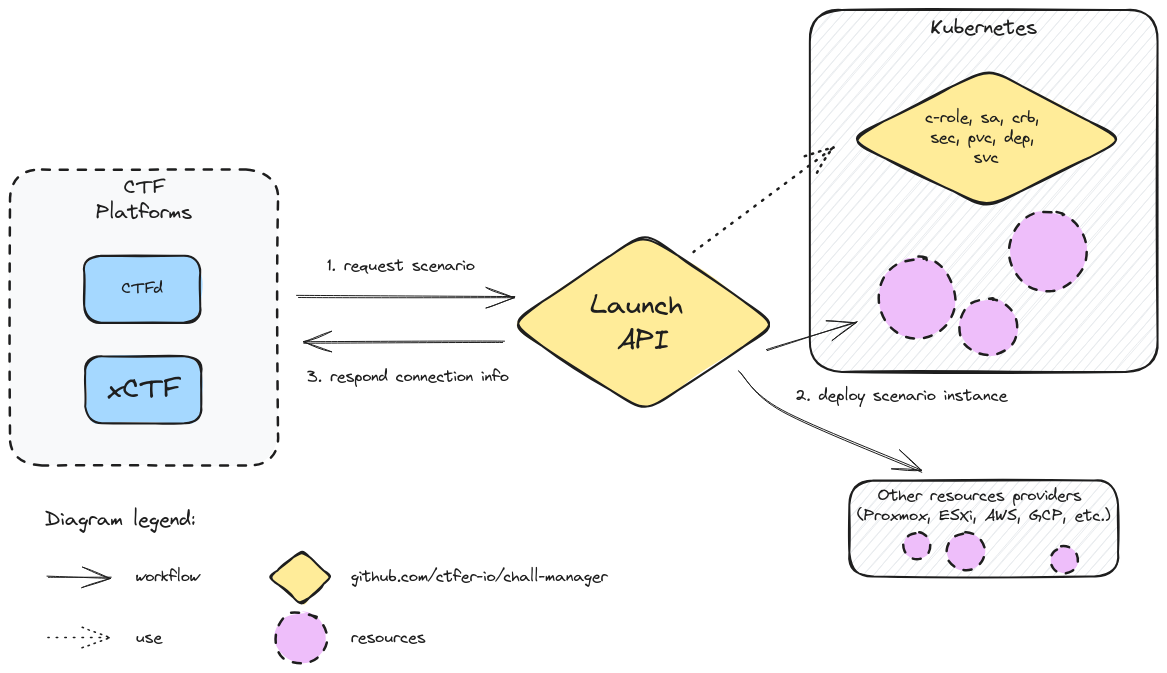 Kubernetes
c-role, sa, crb,
sec, pvc, dep,
svc
CTF
Platforms
CTFd
xCTF
1. request scenario
3. respond connection info
Launch
API
2. deploy scenario instance
Other resources providers
(Proxmox, ESXi, AWS, GCP, etc.)
Diagram legend:
workflow
github.com/ctfer-io/chall-manager
use
resources